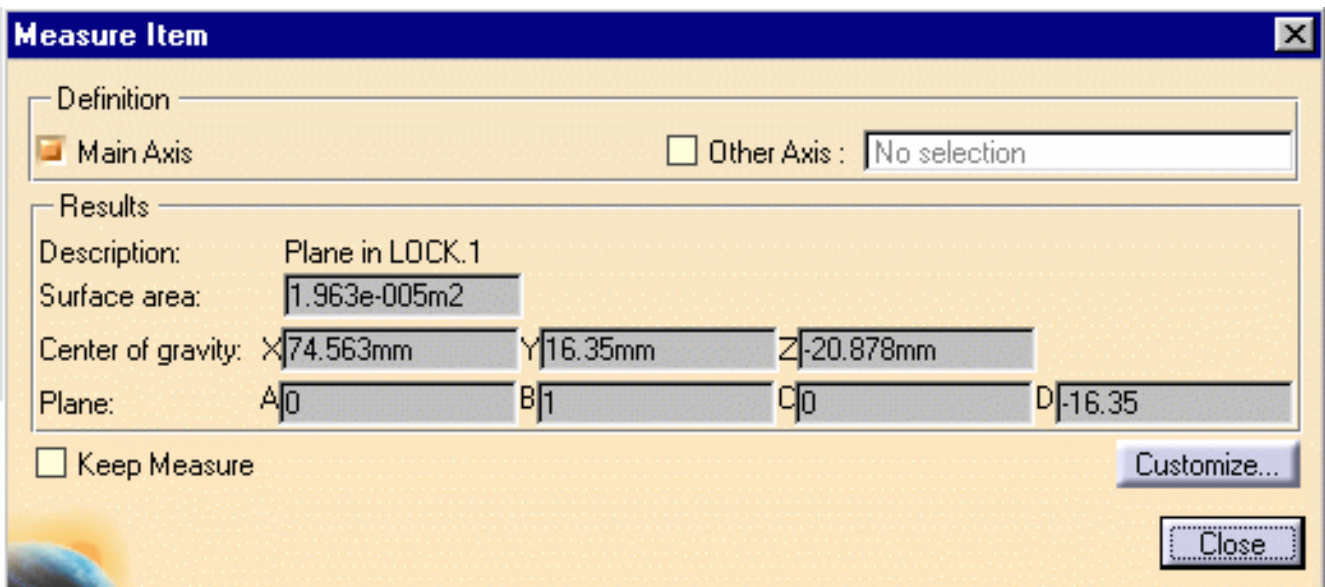 Measure Item
Definition
Main Axis Other Axis : No selection
Results
Description: Plane in LOCK.1
Surface area: 1.963e-005m2
Center of gravity: X 74.563mm Y 16.35mm Z -20.878mm
Plane: A 0 B 1 C 0 D -16.35
Keep Measure Customize...
Close